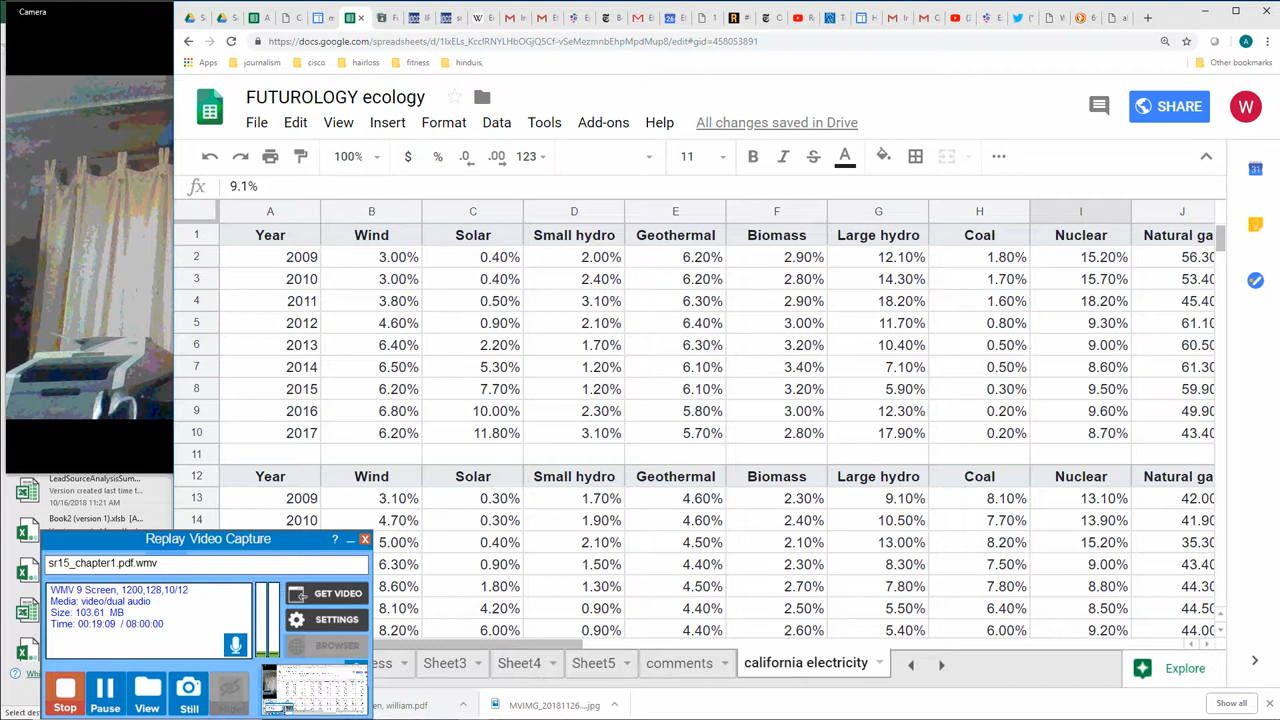 Camera
https://docs.google.com/spreadsheets/d/1IxELs_KccIRNYLHbOGjQ5Cf-vSeMezmnbEhpMpdMup8/edit#gid=458053891
Apps journalism cisco hairloss fitness hinduis, Other bookmarks
FUTUROLOGY ecology
SHARE
W
File Edit View Insert Format Data Tools Add-ons Help All changes saved in Drive
100% $ % .0 .00 123 11 B I S A
fx 9.1%
A B C D E F G H I J
1 Year Wind Solar Small hydro Geothermal Biomass Large hydro Coal Nuclear Natural ga
2 2009 3.00% 0.40% 2.00% 6.20% 2.90% 12.10% 1.80% 15.20% 56.30
3 2010 3.00% 0.40% 2.40% 6.20% 2.80% 14.30% 1.70% 15.70% 53.40
4 2011 3.80% 0.50% 3.10% 6.30% 2.90% 18.20% 1.60% 18.20% 45.40
5 2012 4.60% 0.90% 2.10% 6.40% 3.00% 11.70% 0.80% 9.30% 61.10
6 2013 6.40% 2.20% 1.70% 6.30% 3.20% 10.40% 0.50% 9.00% 60.50
7 2014 6.50% 5.30% 1.20% 6.10% 3.40% 7.10% 0.50% 8.60% 61.30
8 2015 6.20% 7.70% 1.20% 6.10% 3.20% 5.90% 0.30% 9.50% 59.90
9 2016 6.80% 10.00% 2.30% 5.80% 3.00% 12.30% 0.20% 9.60% 49.90
10 2017 6.20% 11.80% 3.10% 5.70% 2.80% 17.90% 0.20% 8.70% 43.40
11
12 Year Wind Solar Small hydro Geothermal Biomass Large hydro Coal Nuclear Natural ga
13 2009 3.10% 0.30% 1.70% 4.60% 2.30% 9.10% 8.10% 13.10% 42.00
14 2010 4.70% 0.30% 1.90% 4.60% 2.40% 10.50% 7.70% 13.90% 41.90
5.00% 0.40% 2.10% 4.50% 2.10% 13.00% 8.20% 15.20% 35.30
6.30% 0.90% 1.50% 4.40% 2.30% 8.30% 7.50% 9.00% 43.40
8.60% 1.80% 1.30% 4.40% 2.70% 7.80% 7.80% 8.80% 44.30
8.10% 4.20% 0.90% 4.40% 2.50% 5.50% 6.40% 8.50% 44.50
8.20% 6.00% 0.90% 4.40% 2.60% 5.40% 6.00% 9.20% 44.00
ess Sheet3 Sheet4 Sheet5 comments california electricity Explore
LeadSourceAnalysisSum...
Version created last time t...
10/16/2018 11:21 AM
Book2 (version 1).xlsb [A...
Replay Video Capture
sr15_chapter1.pdf.wmv
WMV 9 Screen, 1200,128,10/12
Media: video/dual audio
Size: 103.61 MB
Time: 00:19:09 / 08:00:00
GET VIDEO
SETTINGS
BROWSER
Stop Pause View Still Hide
Select des
en, william.pdf MVIMG_20181126....jpg Show all